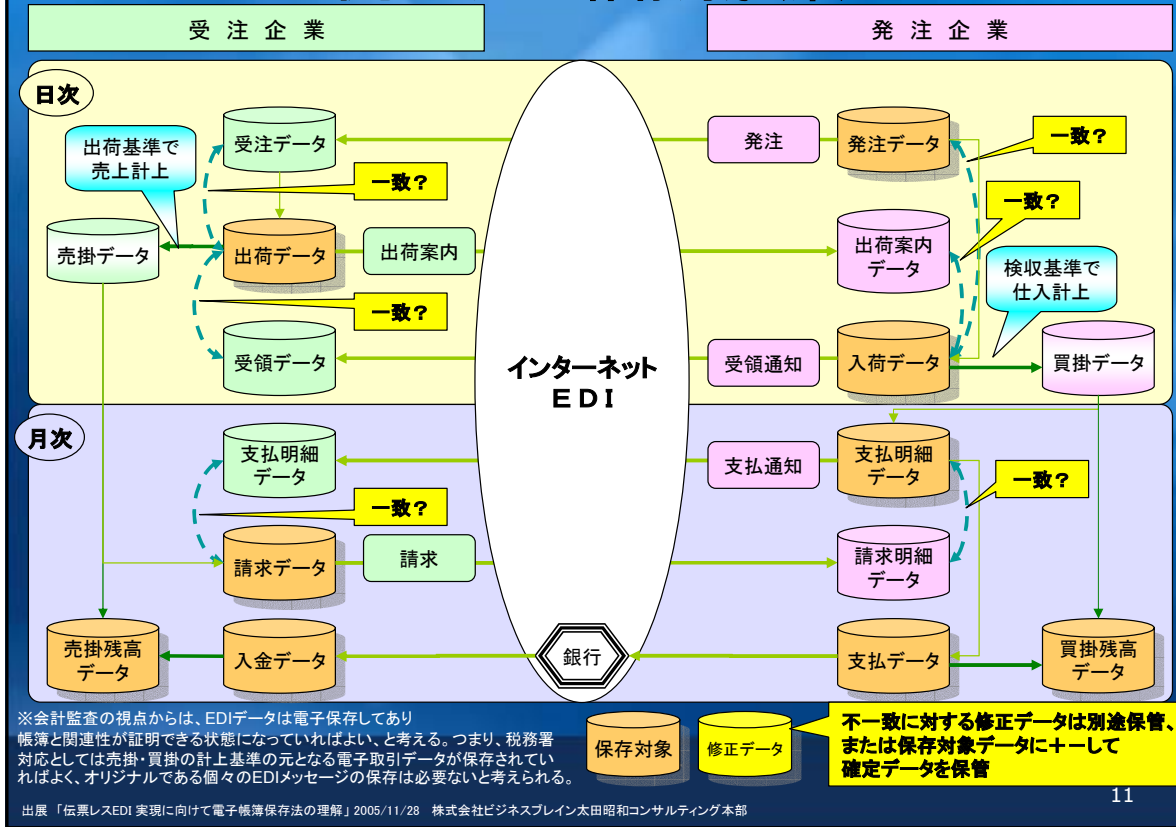 受 注 企 業
発 注 企 業
日次
出荷基準で
売上計上
受注データ
一致？
発注
発注データ
一致？
一致？
売掛データ
出荷データ
出荷案内
出荷案内
データ
検収基準で
仕入計上
一致？
受領データ
インターネット
ＥＤＩ
受領通知
入荷データ
買掛データ
月次
支払明細
データ
支払通知
支払明細
データ
一致？
一致？
請求データ
請求
請求明細
データ
売掛残高
データ
入金データ
銀行
支払データ
買掛残高
データ
※会計監査の視点からは、EDIデータは電子保存してあり
帳簿と関連性が証明できる状態になっていればよい、と考える。つまり、税務署
対応としては売掛・買掛の計上基準の元となる電子取引データが保存されてい
ればよく、オリジナルである個々のEDIメッセージの保存は必要ないと考えられる。
保存対象
修正データ
不一致に対する修正データは別途保管、
または保存対象データに＋－して
確定データを保管
出展 「伝票レスEDI 実現に向けて電子帳簿保存法の理解」 2005/11/28 株式会社ビジネスブレイン太田昭和コンサルティング本部
11